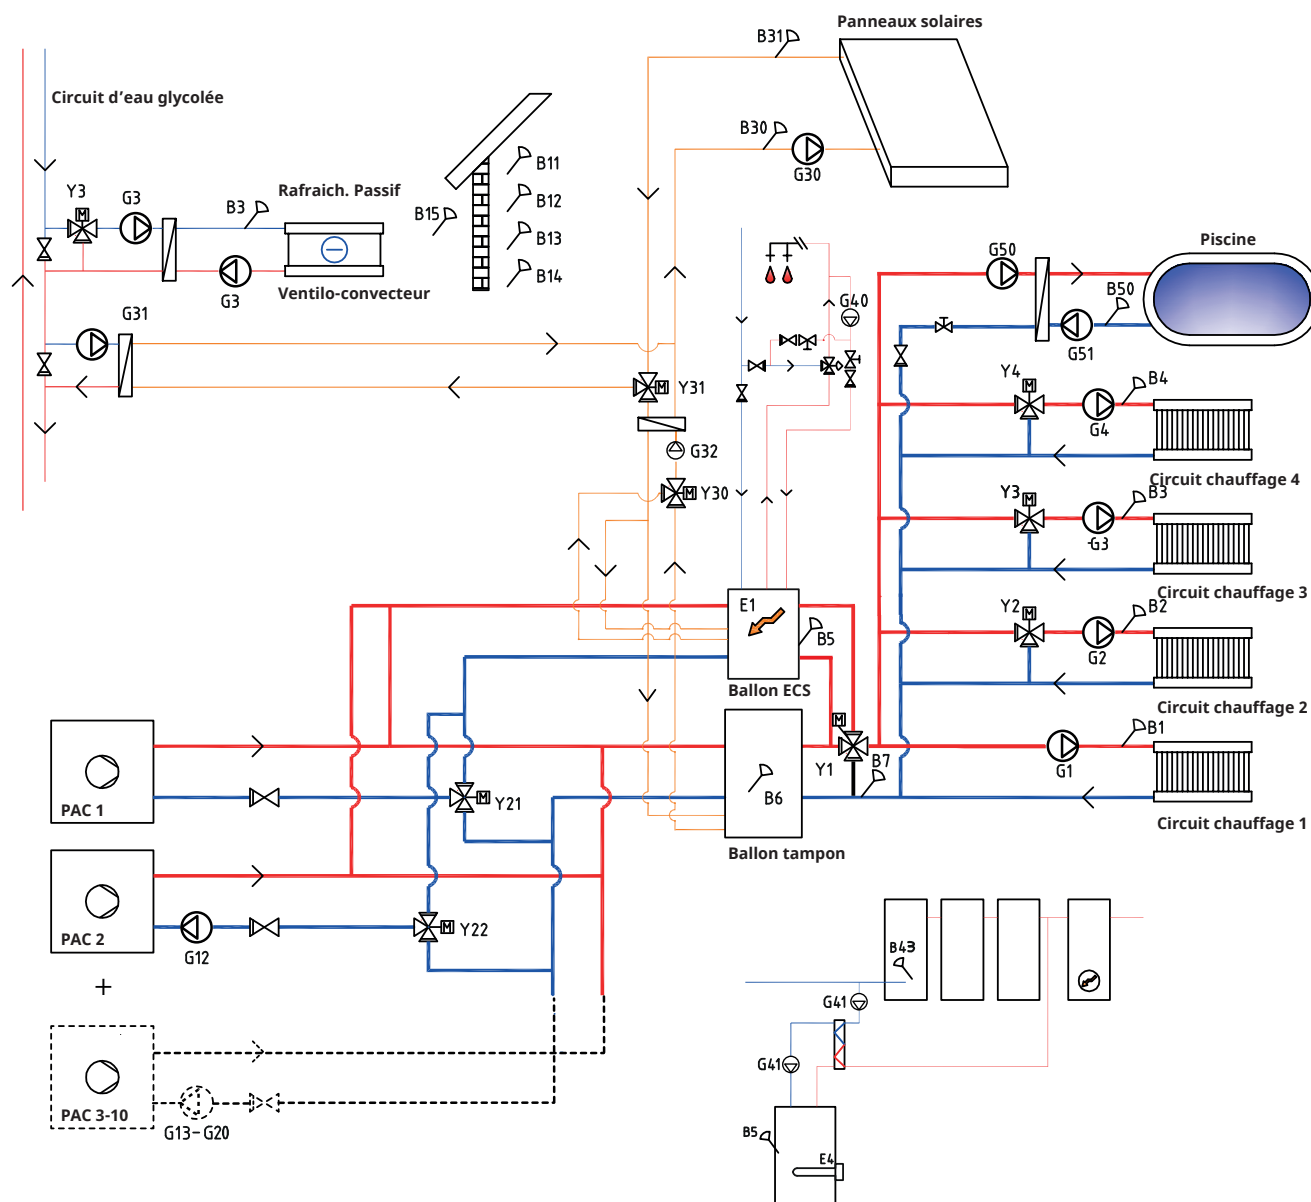 Panneaux solaires
B31
Circuit d'eau glycolée
B30
G30
B11
Y3
G3
B3
Rafraich. Passif
B12
B15
B13
B14
G3
Ventilo-convecteur
Piscine
G50
B50
G51
G31
G40
Y31
Y4
B4
G4
Circuit chauffage 4
G32
Y30
Y3
B3
G3
Circuit chauffage 3
E1
B5
Y2
B2
G2
Ballon ECS
Circuit chauffage 2
M
B1
G1
Y1
B7
B6
PAC 1
M
Y21
Circuit chauffage 1
Ballon tampon
PAC 2
G12
M
Y22
+
B43
G41
G41
PAC 3-10
G13-G20
B5
E4